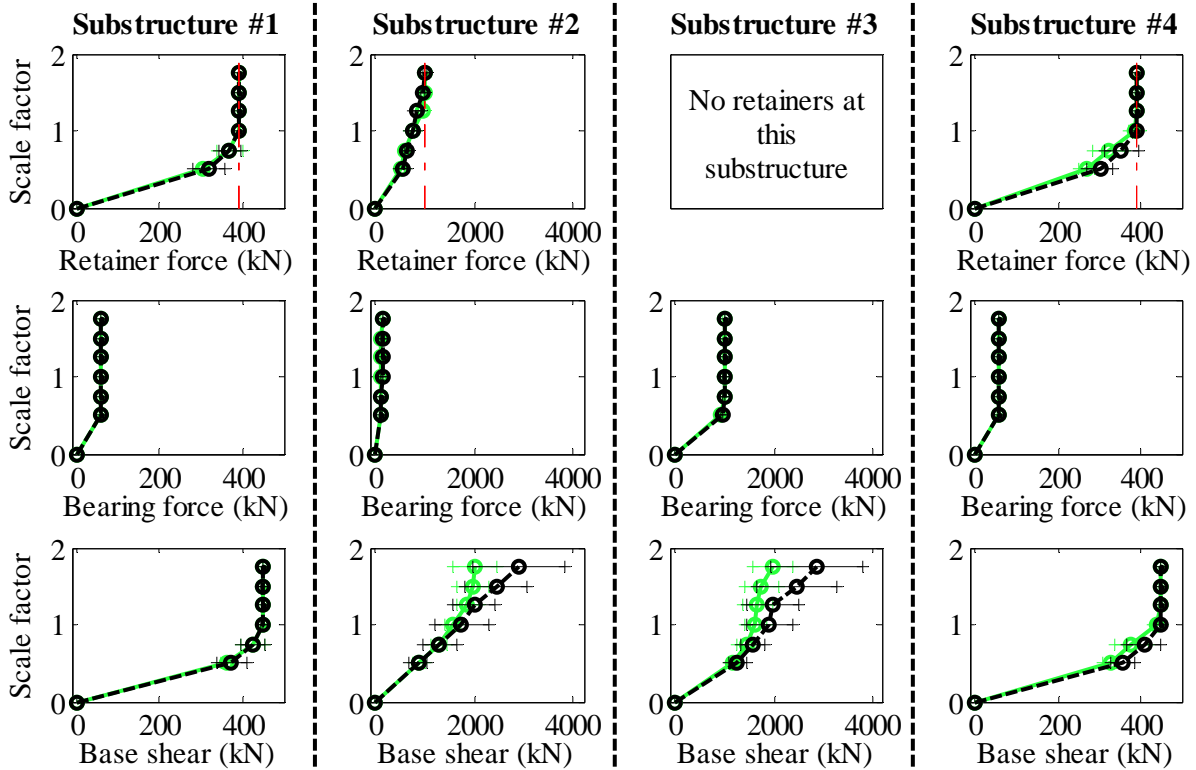 Substructure #1 Substructure #2 Substructure #3 Substructure #4
Scale factor
2
1
0
0 200 400
Retainer force (kN)
2
1
0
0 2000 4000
Retainer force (kN)
No retainers at
this
substructure
2
1
0
0 200 400
Retainer force (kN)
Scale factor
2
1
0
0 200 400
Bearing force (kN)
2
1
0
0 2000 4000
Bearing force (kN)
2
1
0
0 2000 4000
Bearing force (kN)
2
1
0
0 200 400
Bearing force (kN)
Scale factor
2
1
0
0 200 400
Base shear (kN)
2
1
0
0 2000 4000
Base shear (kN)
2
1
0
0 2000 4000
Base shear (kN)
2
1
0
0 200 400
Base shear (kN)